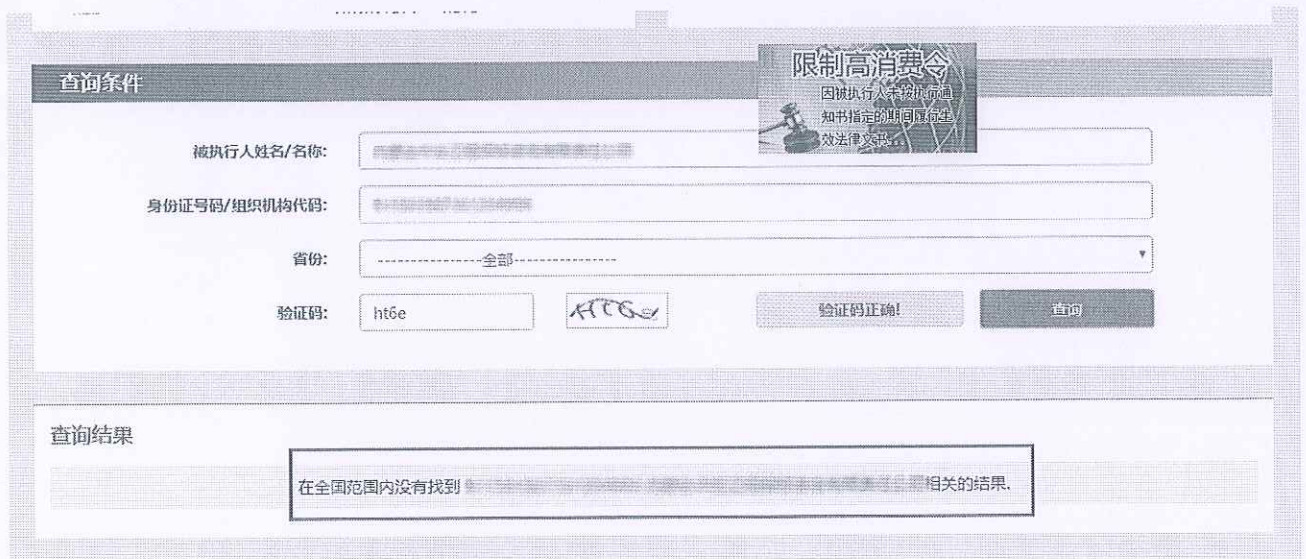 查询条件
限制高消费令
因被执行人未按执行通
知书指定的期间履行生
效法律文书...
被执行人姓名/名称:
身份证号码/组织机构代码:
省份:
----------------全部----------------
验证码:
ht6e
验证码正确!
查询
查询结果
在全国范围内没有找到
相关的结果.